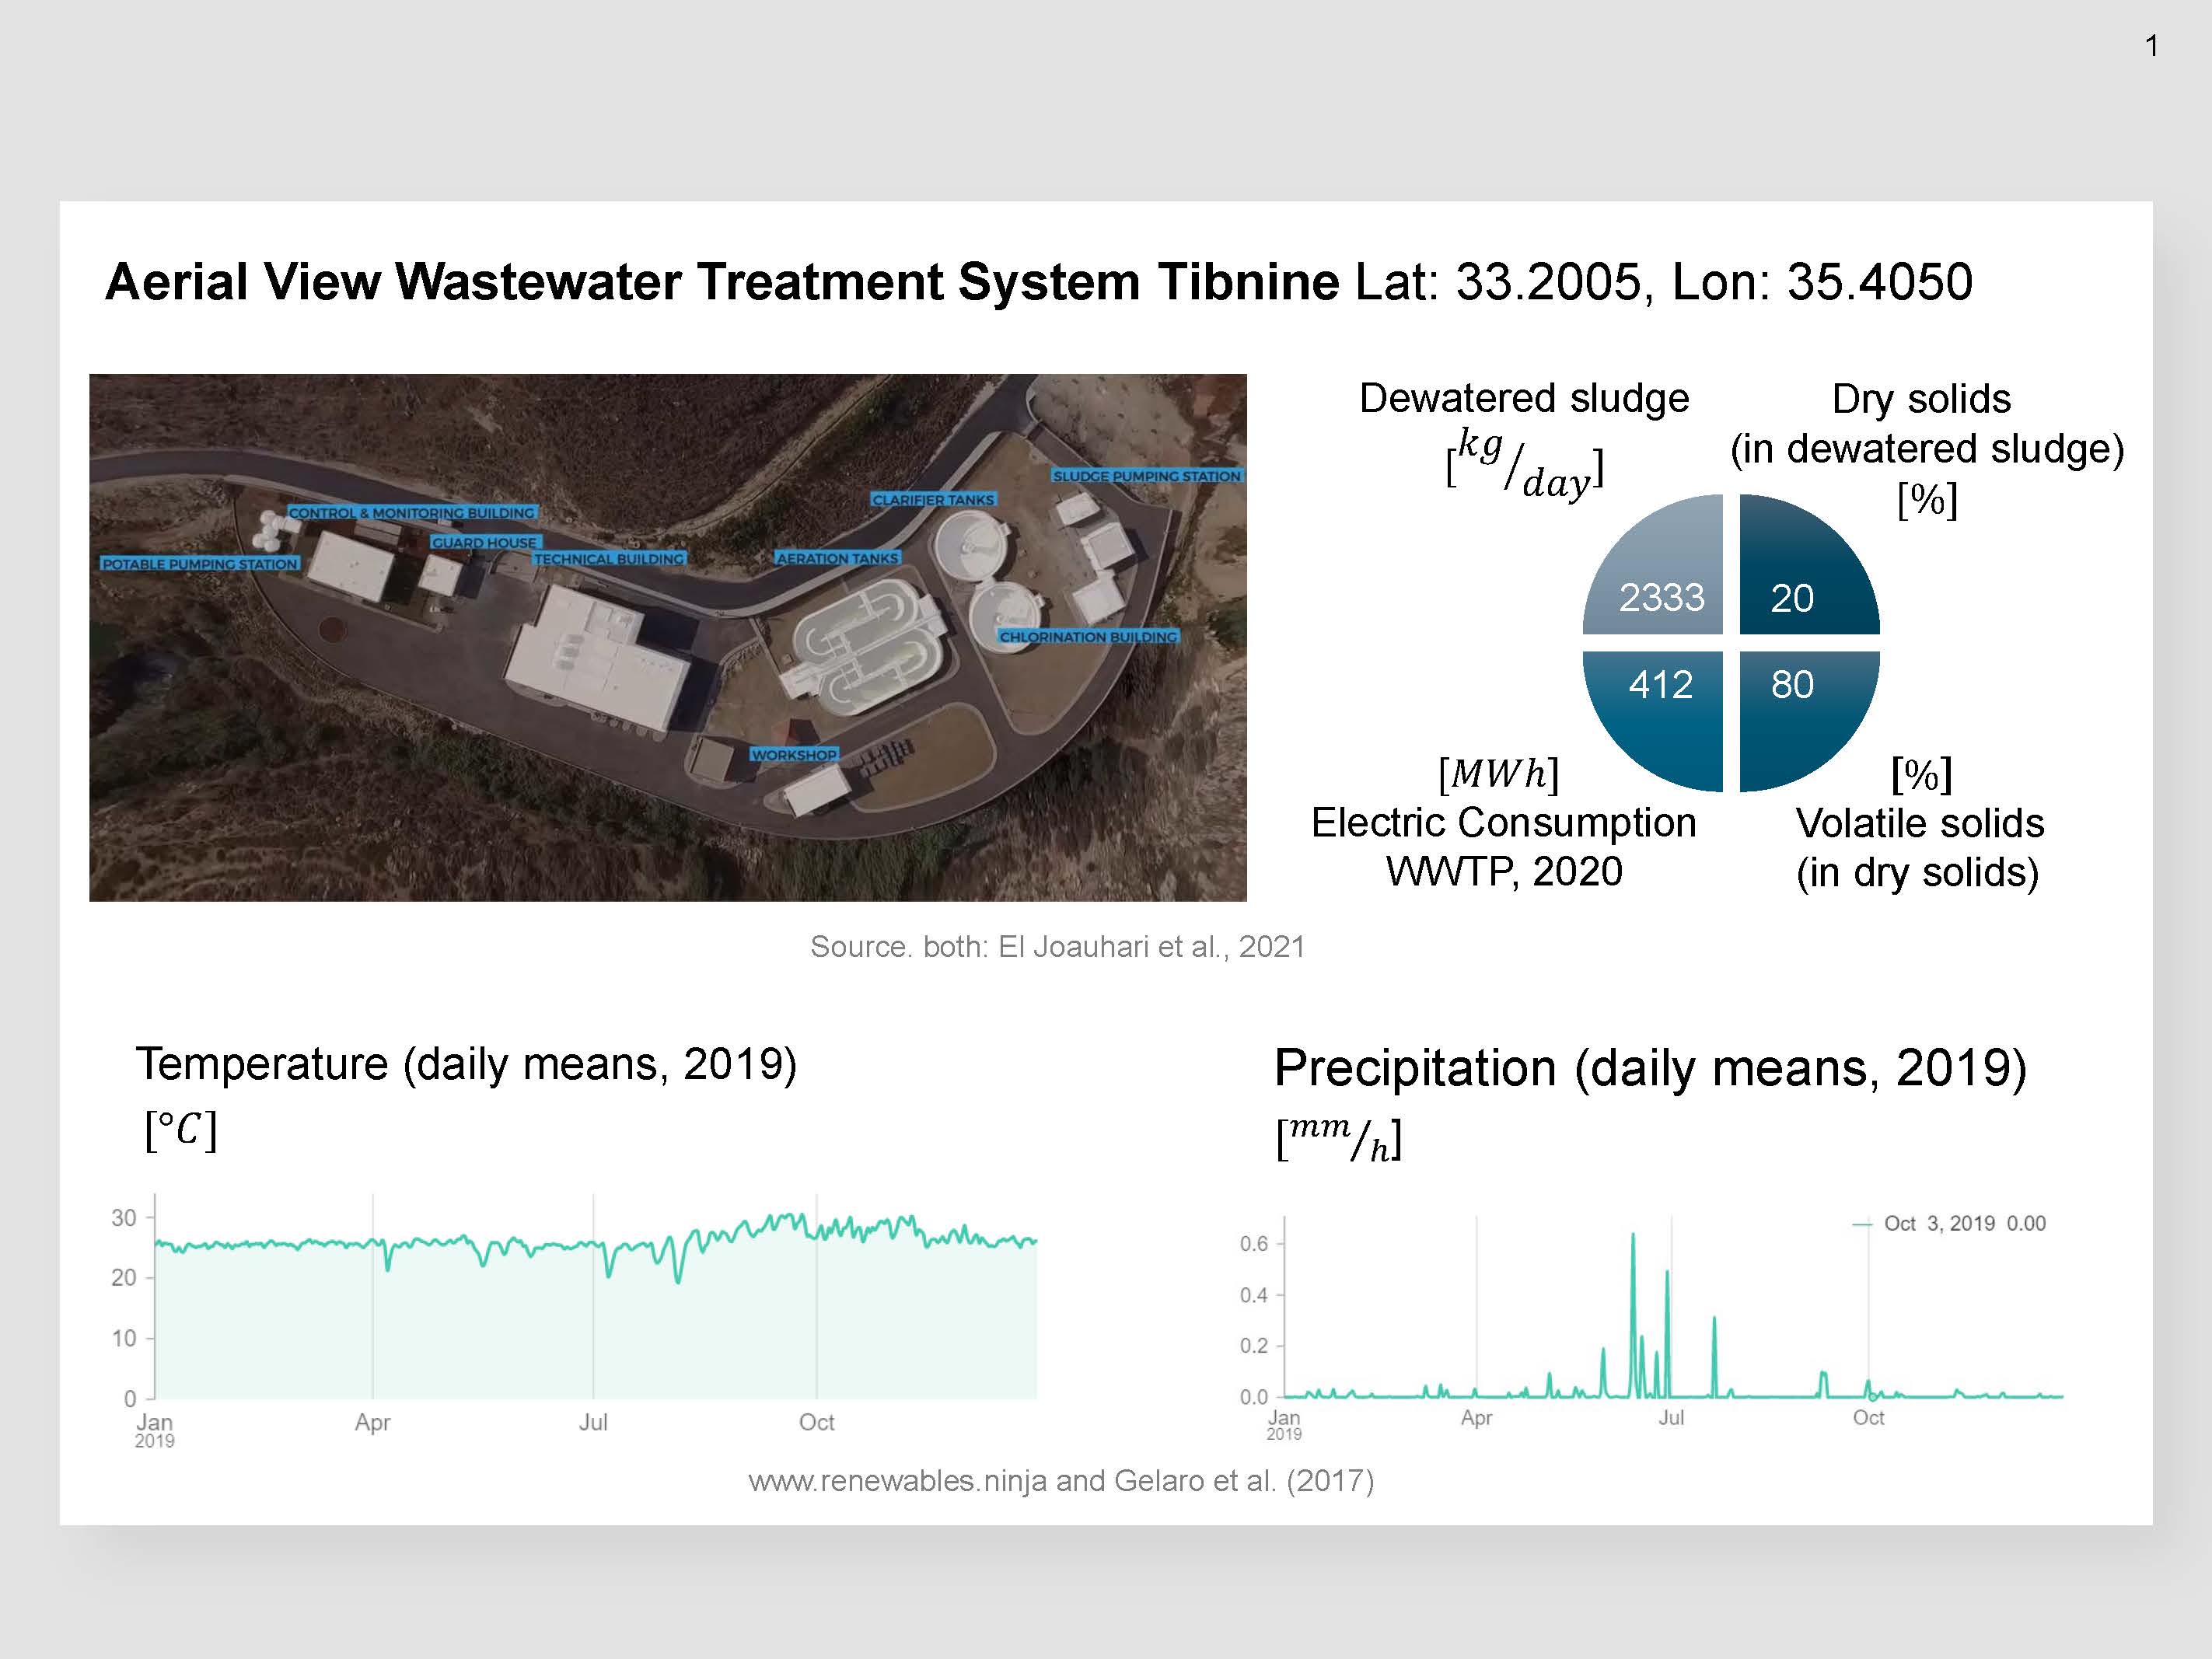 1
Aerial View Wastewater Treatment System Tibnine Lat: 33.2005, Lon: 35.4050
SLUDGE PUMPING STATION
CLARIFIER TANKS
CONTROL & MONITORING BUILDING
GUARD HOUSE
TECHNICAL BUILDING
AERATION TANKS
POTABLE PUMPING STATION
CHLORINATION BUILDING
WORKSHOP
Dewatered sludge
[kg/day]
Dry solids
(in dewatered sludge)
[%]
2333
20
412
80
[MWh]
Electric Consumption
WWTP, 2020
[%]
Volatile solids
(in dry solids)
Source. both: El Joauhari et al., 2021
Temperature (daily means, 2019)
[°C]
30
20
10
0
Jan
2019
Apr
Jul
Oct
Precipitation (daily means, 2019)
[mm/h]
Oct 3, 2019 0.00
0.6
0.4
0.2
0.0
Jan
2019
Apr
Jul
Oct
www.renewables.ninja and Gelaro et al. (2017)